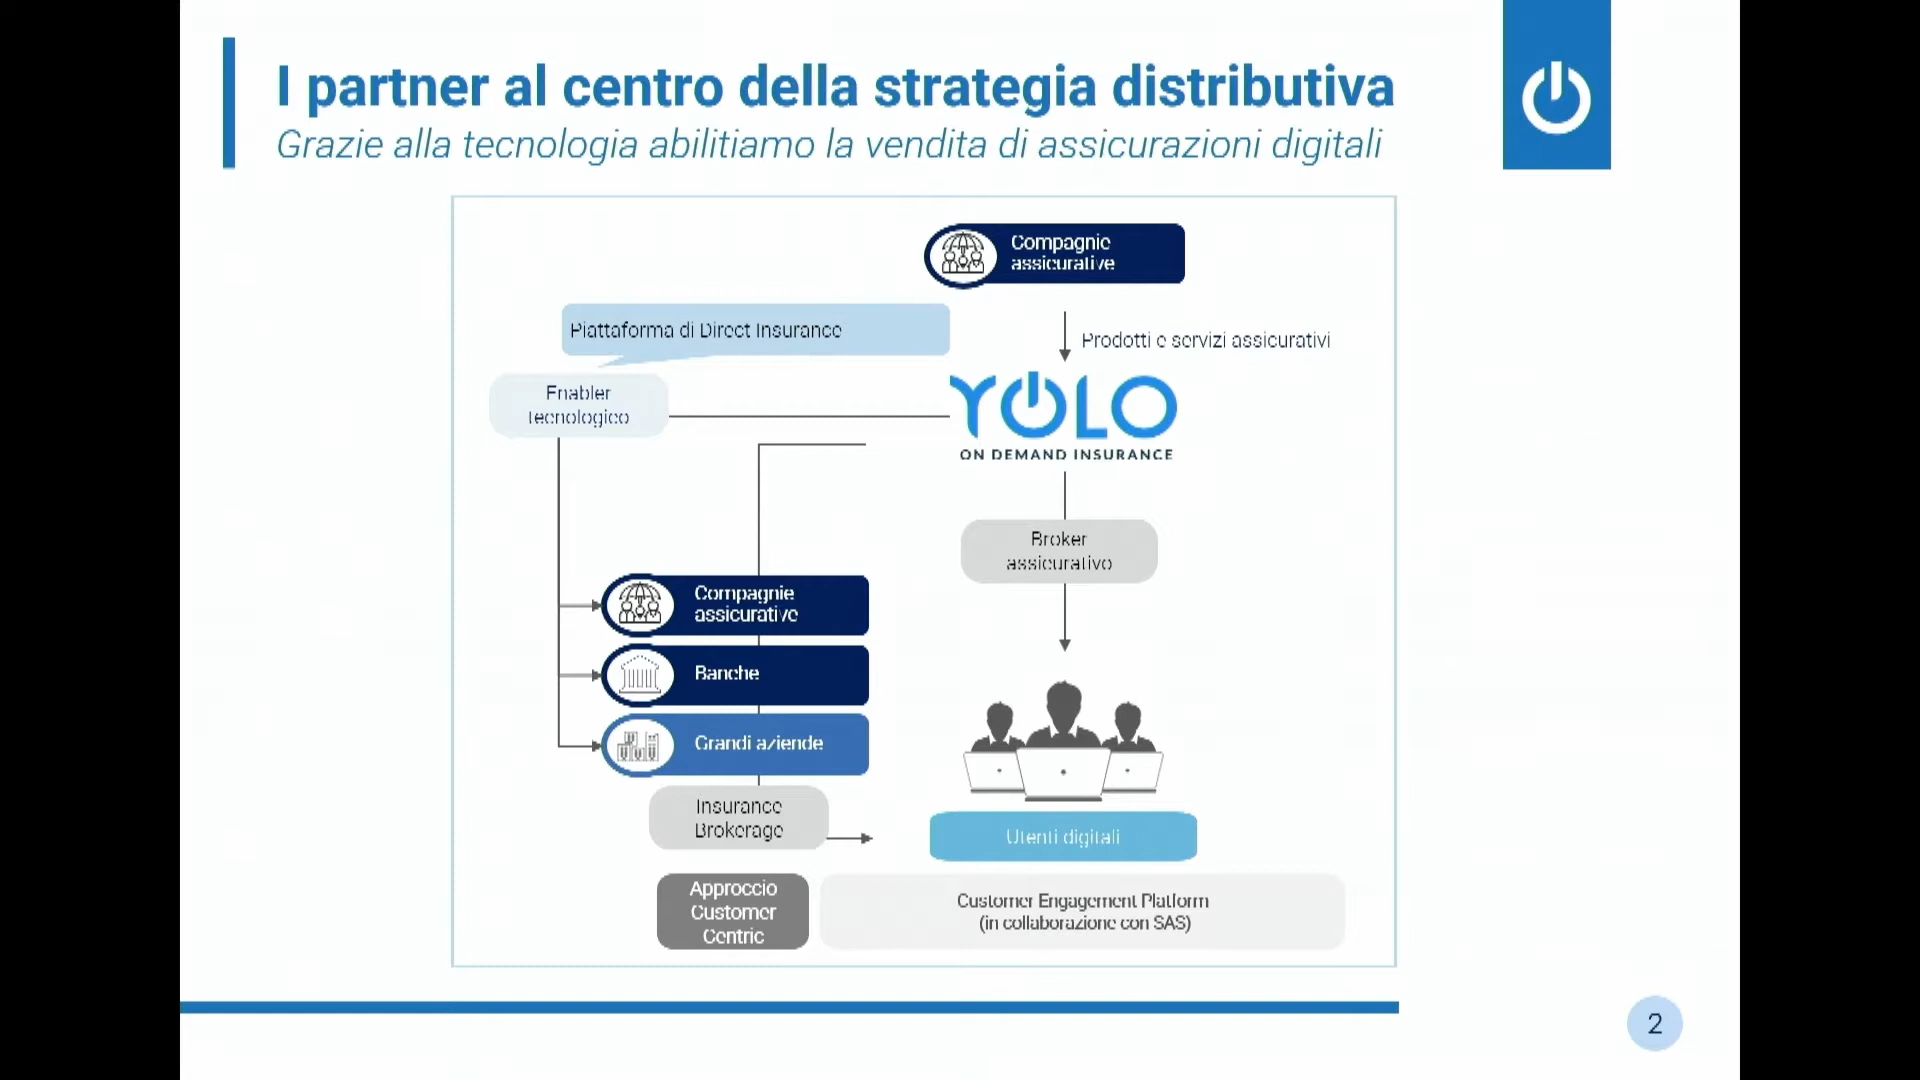 I partner al centro della strategia distributiva
Grazie alla tecnologia abilitiamo la vendita di assicurazioni digitali
Compagnie
assicurative
Piattaforma di Direct Insurance
Prodotti e servizi assicurativi
Enabler
tecnologico
YOLO
ON DEMAND INSURANCE
Broker
assicurativo
Compagnie
assicurative
Banche
Grandi aziende
Insurance
Brokerage
Utenti digitali
Approccio
Customer
Centric
Customer Engagement Platform
(in collaborazione con SAS)
2